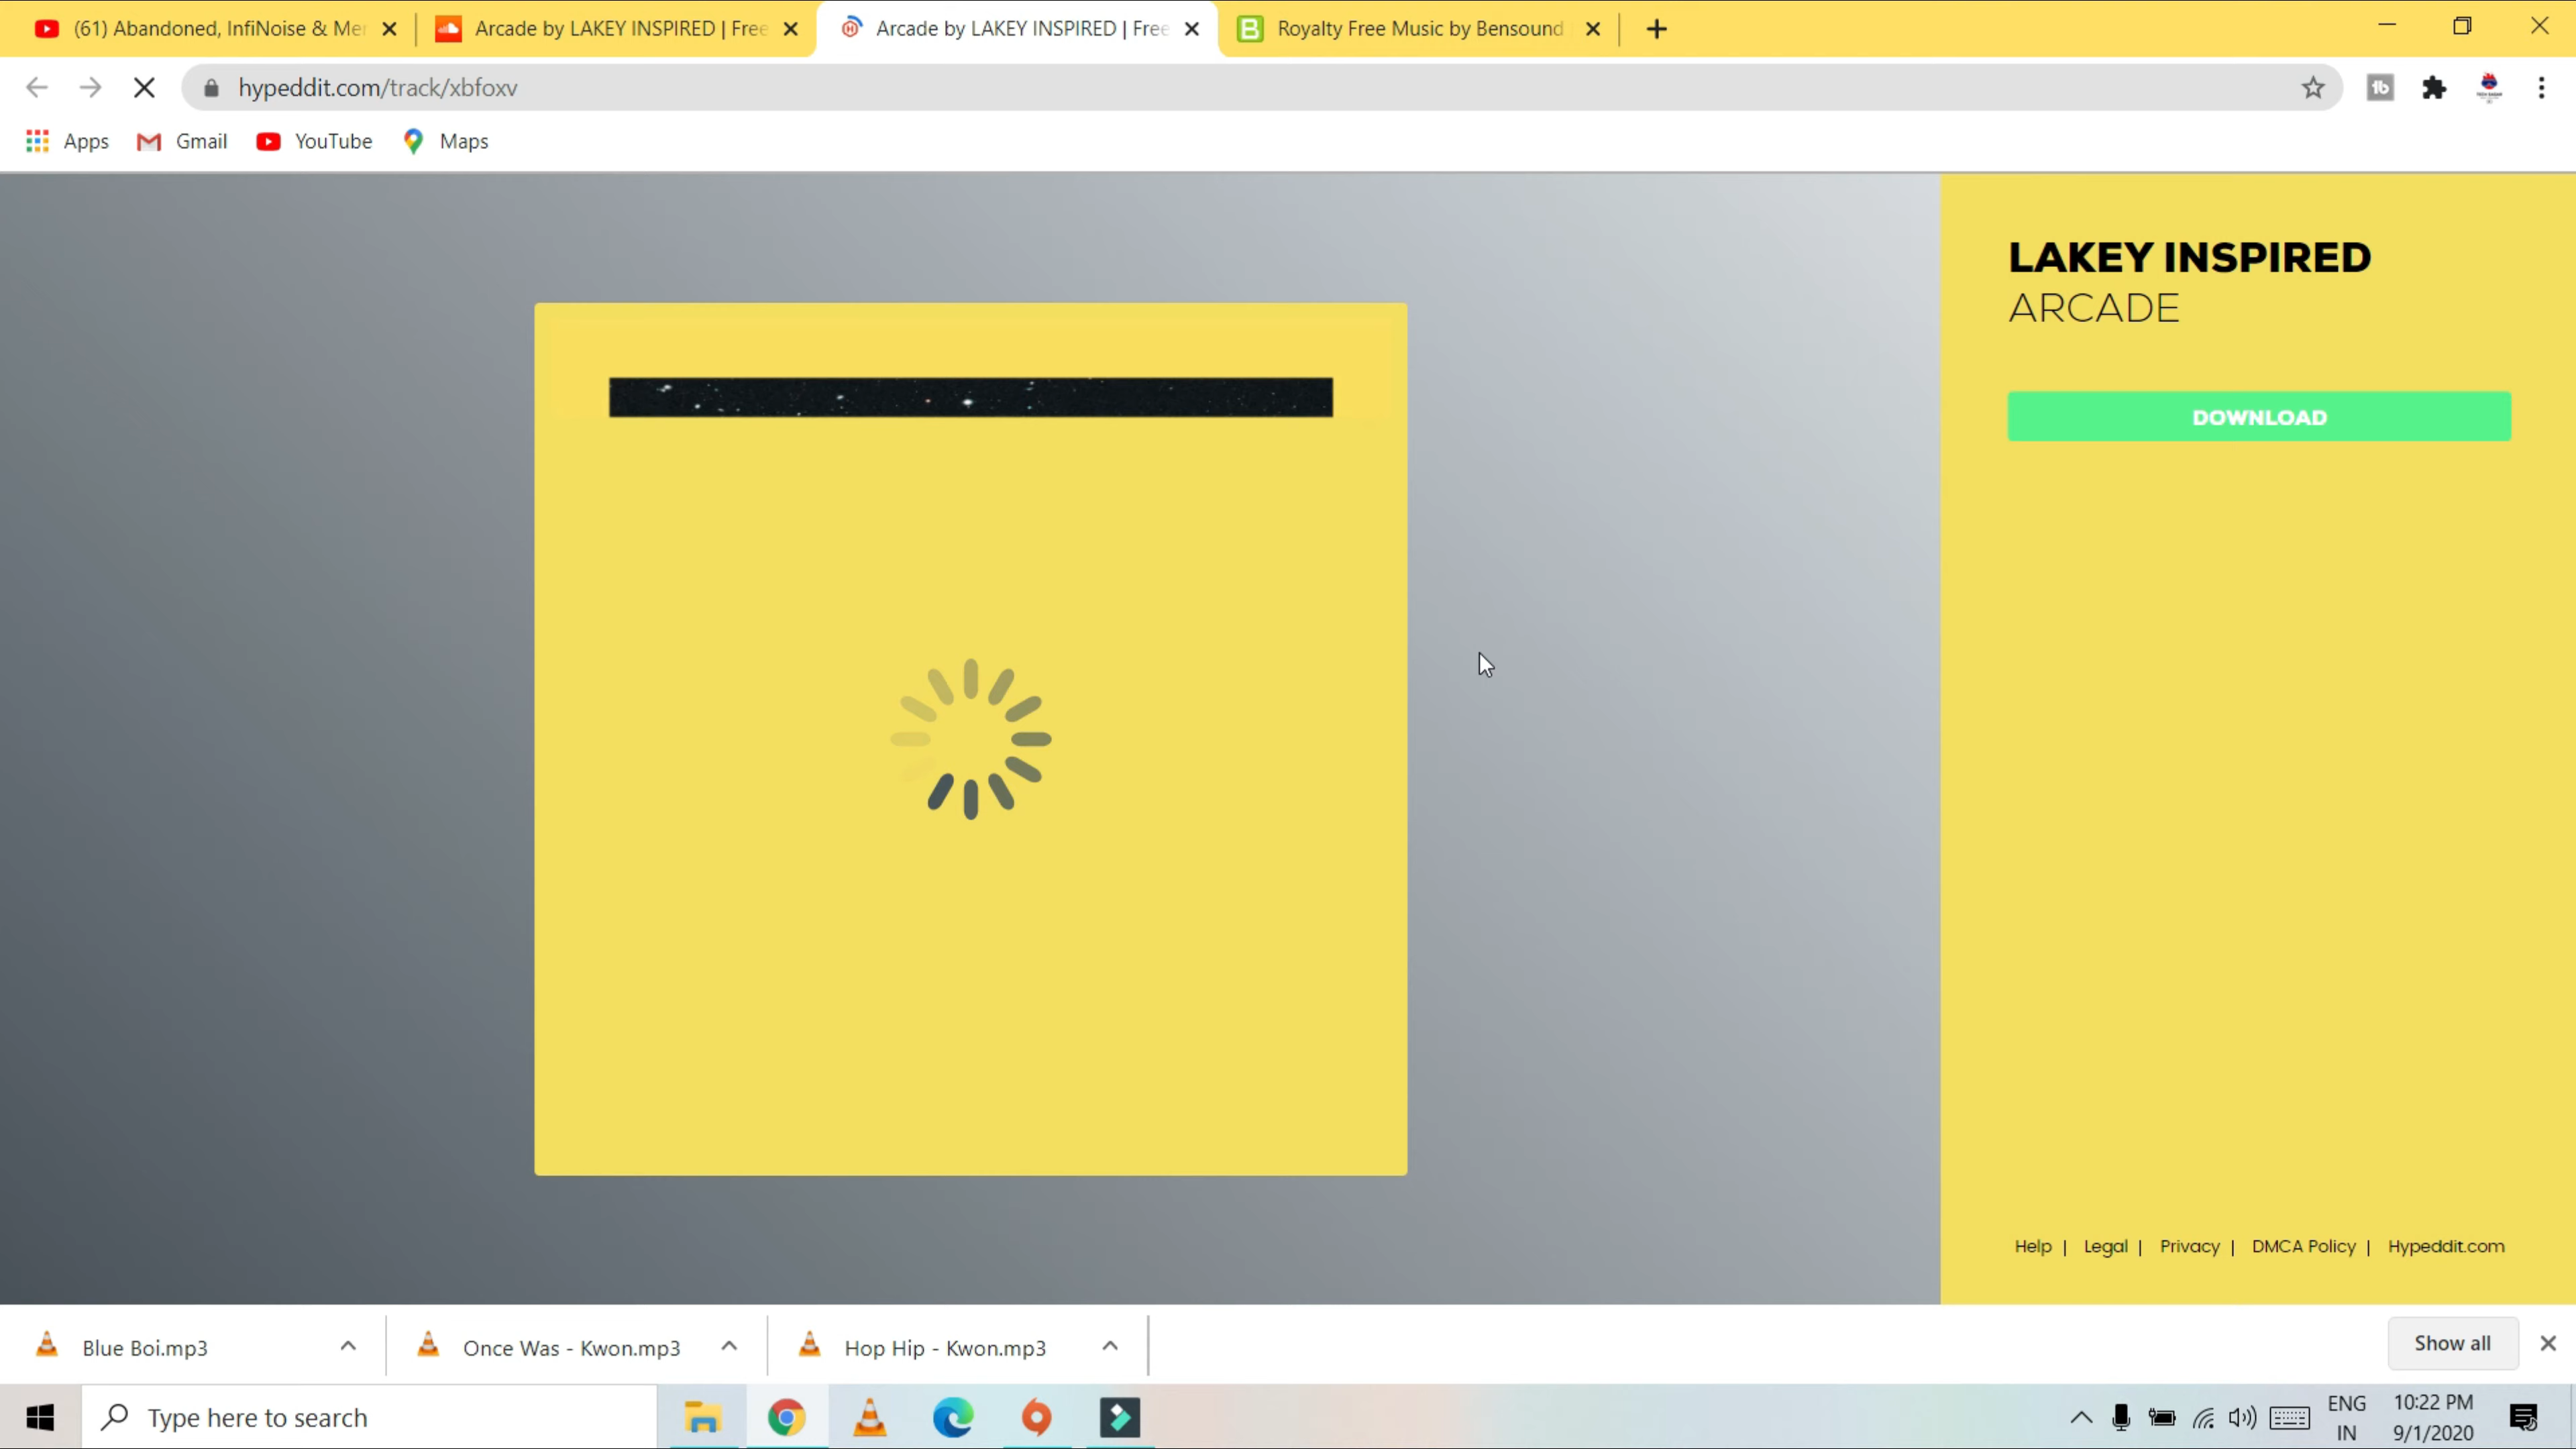 (61) Abandoned, InfiNoise & Mer
Arcade by LAKEY INSPIRED | Free
Arcade by LAKEY INSPIRED | Free
Royalty Free Music by Bensound
hypeddit.com/track/xbfoxv
Apps
Gmail
YouTube
Maps
LAKEY INSPIRED
ARCADE
DOWNLOAD
Help | Legal | Privacy | DMCA Policy | Hypeddit.com
Blue Boi.mp3
Once Was - Kwon.mp3
Hop Hip - Kwon.mp3
Show all
Type here to search
ENG
IN
10:22 PM
9/1/2020